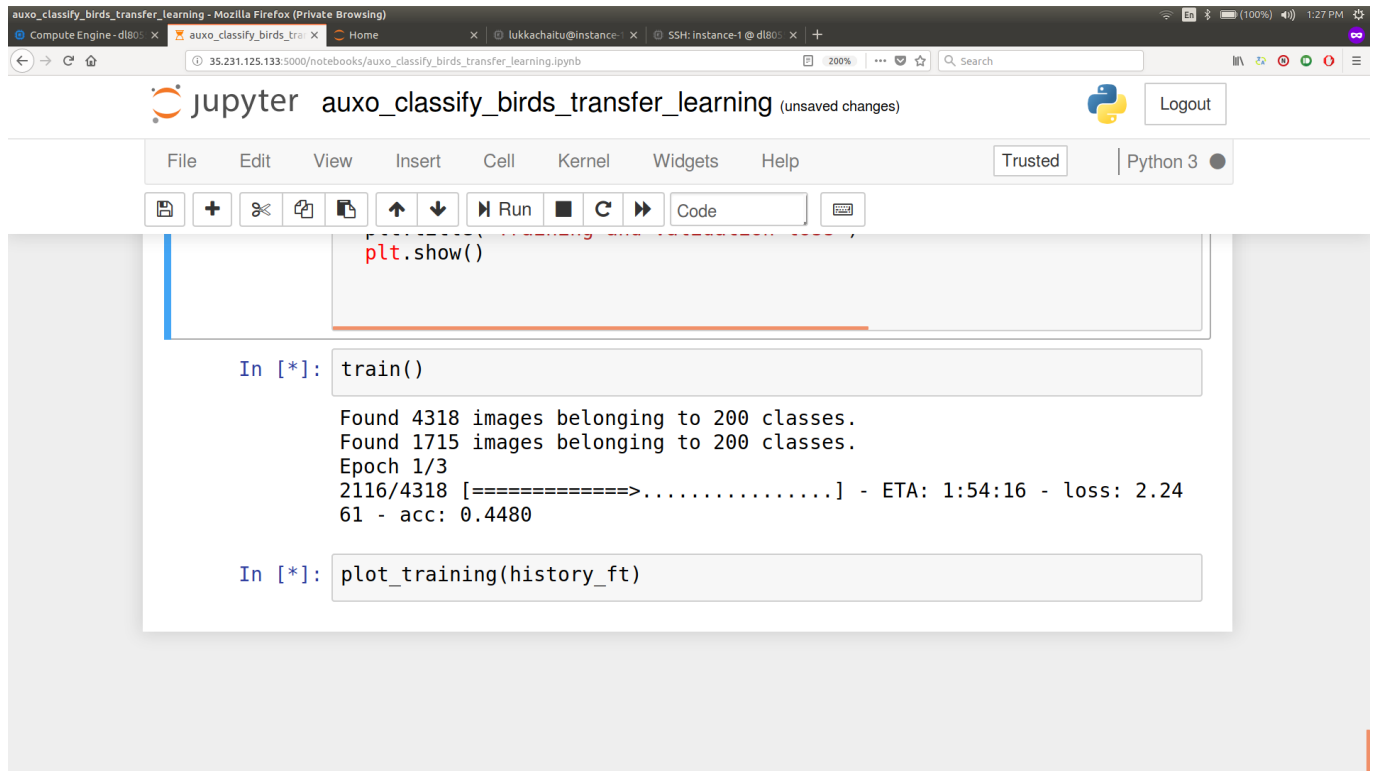 auxo_classify_birds_transfer_learning - Mozilla Firefox (Private Browsing)
En (100%) 1:27 PM
Compute Engine - dl805 auxo_classify_birds_tra Home lukkachaitu@instance-1 SSH: instance-1 @ dl805
35.231.125.133:5000/notebooks/auxo_classify_birds_transfer_learning.ipynb 200% Search
jupyter auxo_classify_birds_transfer_learning (unsaved changes) Logout
File Edit View Insert Cell Kernel Widgets Help Trusted Python 3
Run Code
plt.show()
In [*]: train()
Found 4318 images belonging to 200 classes.
Found 1715 images belonging to 200 classes.
Epoch 1/3
2116/4318 [=============>................] - ETA: 1:54:16 - loss: 2.24
61 - acc: 0.4480
In [*]: plot_training(history_ft)